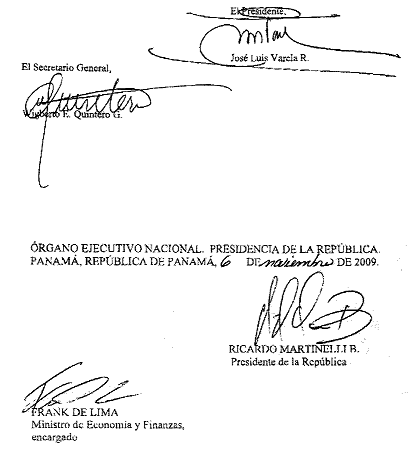 El Presidente,
José Luis Varela R.
El Secretario General,
Wigberto E. Quintero G.
ÓRGANO EJECUTIVO NACIONAL. PRESIDENCIA DE LA REPÚBLICA.
PANAMÁ, REPÚBLICA DE PANAMÁ, 6 DE noviembre DE 2009.
RICARDO MARTINELLI B.
Presidente de la República
FRANK DE LIMA
Ministro de Economía y Finanzas,
encargado